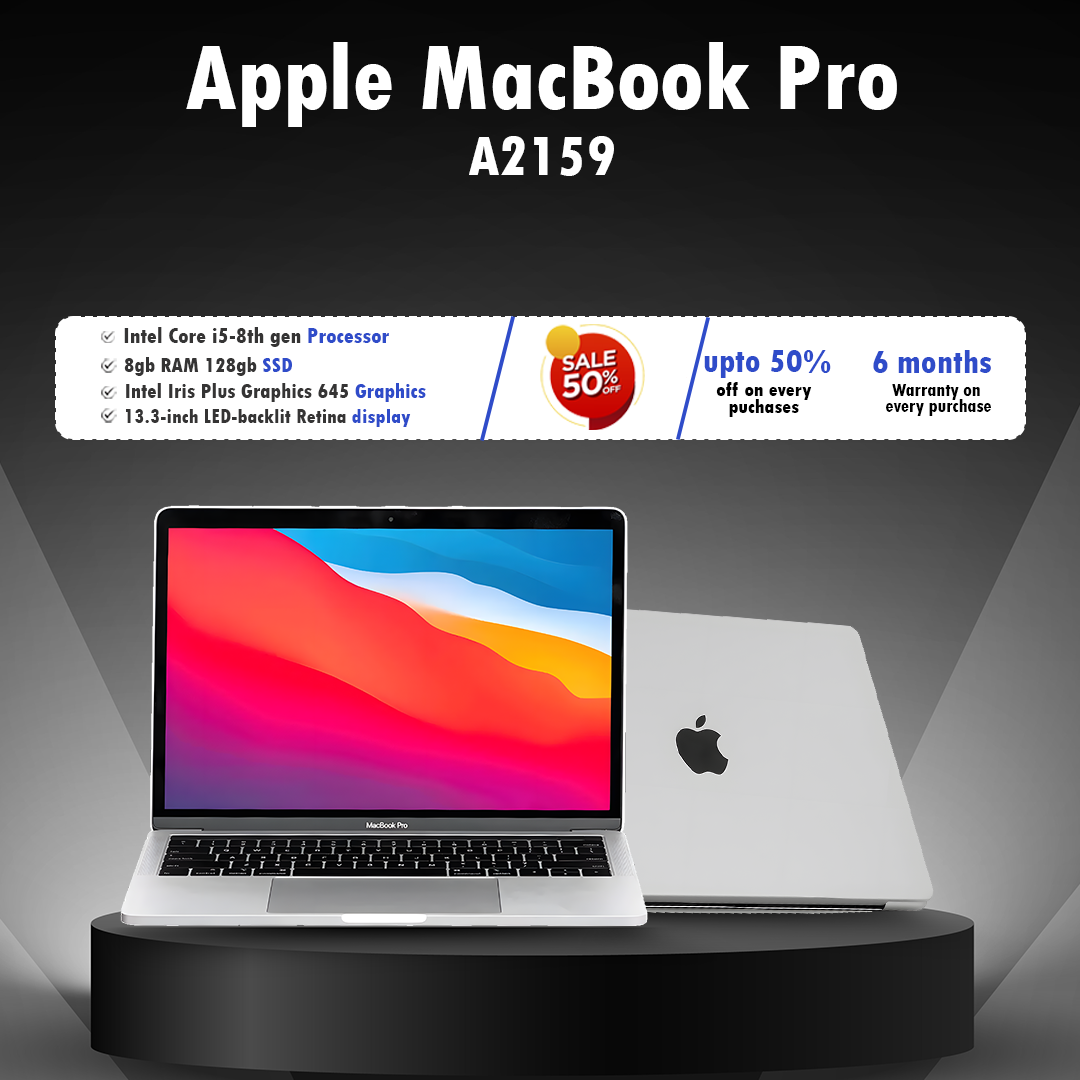 Apple MacBook Pro
A2159
Intel Core i5-8th gen Processor
8gb RAM 128gb SSD
Intel Iris Plus Graphics 645 Graphics
13.3-inch LED-backlit Retina display
SALE
50%
OFF
upto 50%
off on every
puchases
6 months
Warranty on
every purchase
MacBook Pro